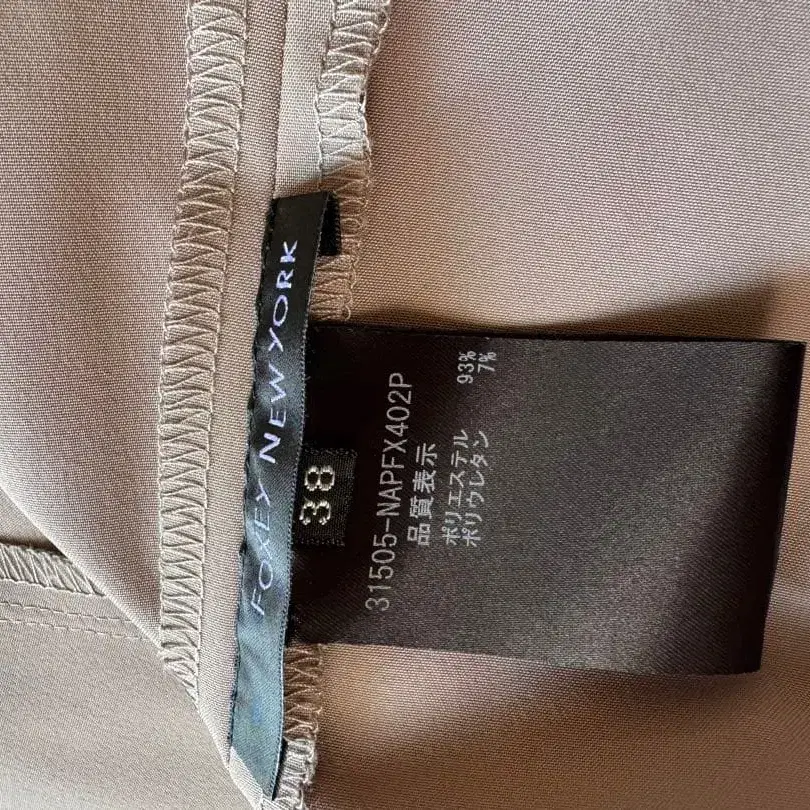 FOXEY NEW YORK
38
31505-NAPFX402P
品質表示
ポリエステル 93%
ポリウレタン 7%